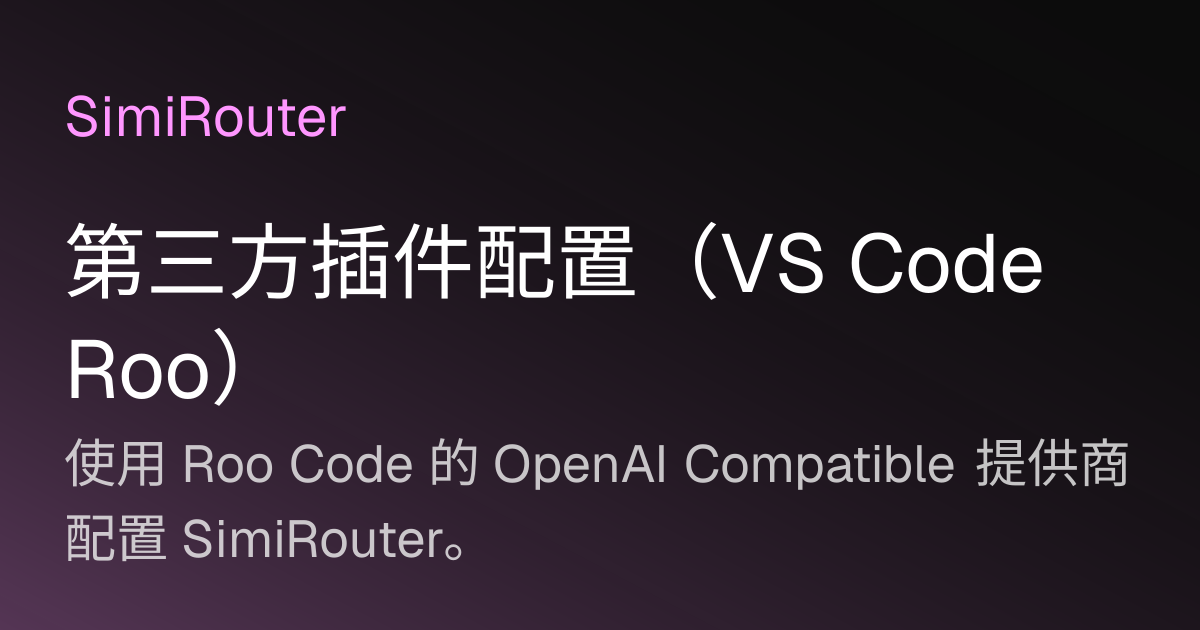 SimiRouter
第三方插件配置（VS Code
Roo）
使用 Roo Code 的 OpenAI Compatible 提供商
配置 SimiRouter。